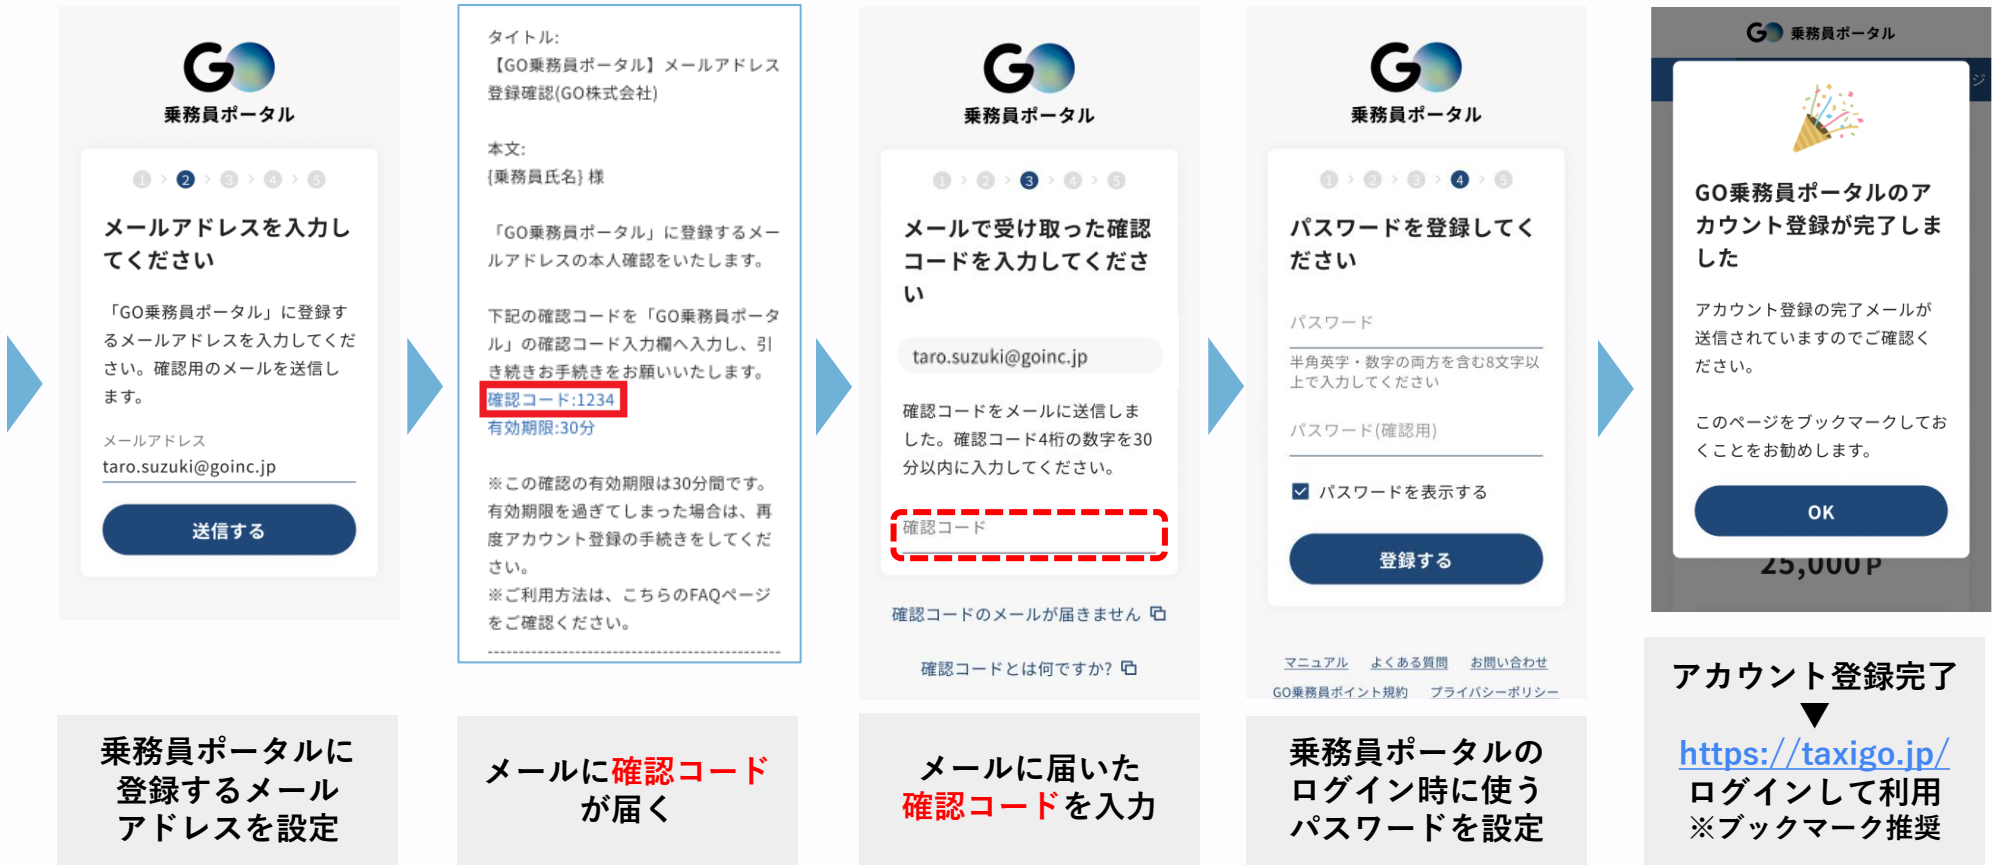 GO
乗務員ポータル
1 > 2 > 3 > 4 > 5
メールアドレスを入力し
てください
「GO乗務員ポータル」に登録す
るメールアドレスを入力してくだ
さい。確認用のメールを送信し
ます。
メールアドレス
taro.suzuki@goinc.jp
送信する
乗務員ポータルに
登録するメール
アドレスを設定
タイトル:
【GO乗務員ポータル】メールアドレス
登録確認(GO株式会社)
本文:
{乗務員氏名} 様
「GO乗務員ポータル」に登録するメー
ルアドレスの本人確認をいたします。
下記の確認コードを「GO乗務員ポータ
ル」の確認コード入力欄へ入力し、引
き続きお手続きをお願いいたします。
確認コード:1234
有効期限:30分
※この確認の有効期限は30分間です。
有効期限を過ぎてしまった場合は、再
度アカウント登録の手続きをしてくだ
さい。
※ご利用方法は、こちらのFAQページ
をご確認ください。
メールに確認コード
が届く
GO
乗務員ポータル
1 > 2 > 3 > 4 > 5
メールで受け取った確認
コードを入力してくださ
い
taro.suzuki@goinc.jp
確認コードをメールに送信しま
した。確認コード4桁の数字を30
分以内に入力してください。
確認コード
確認コードのメールが届きません
確認コードとは何ですか?
メールに届いた
確認コードを入力
GO
乗務員ポータル
1 > 2 > 3 > 4 > 5
パスワードを登録してく
ださい
パスワード
半角英字・数字の両方を含む8文字以
上で入力してください
パスワード(確認用)
パスワードを表示する
登録する
マニュアル よくある質問 お問い合わせ
GO乗務員ポイント規約 プライバシーポリシー
乗務員ポータルの
ログイン時に使う
パスワードを設定
GO 乗務員ポータル
ジ
GO乗務員ポータルのア
カウント登録が完了しま
した
アカウント登録の完了メールが
送信されていますのでご確認く
ださい。
このページをブックマークしてお
くことをお勧めします。
OK
25,000 P
アカウント登録完了
▼
https://taxigo.jp/
ログインして利用
※ブックマーク推奨